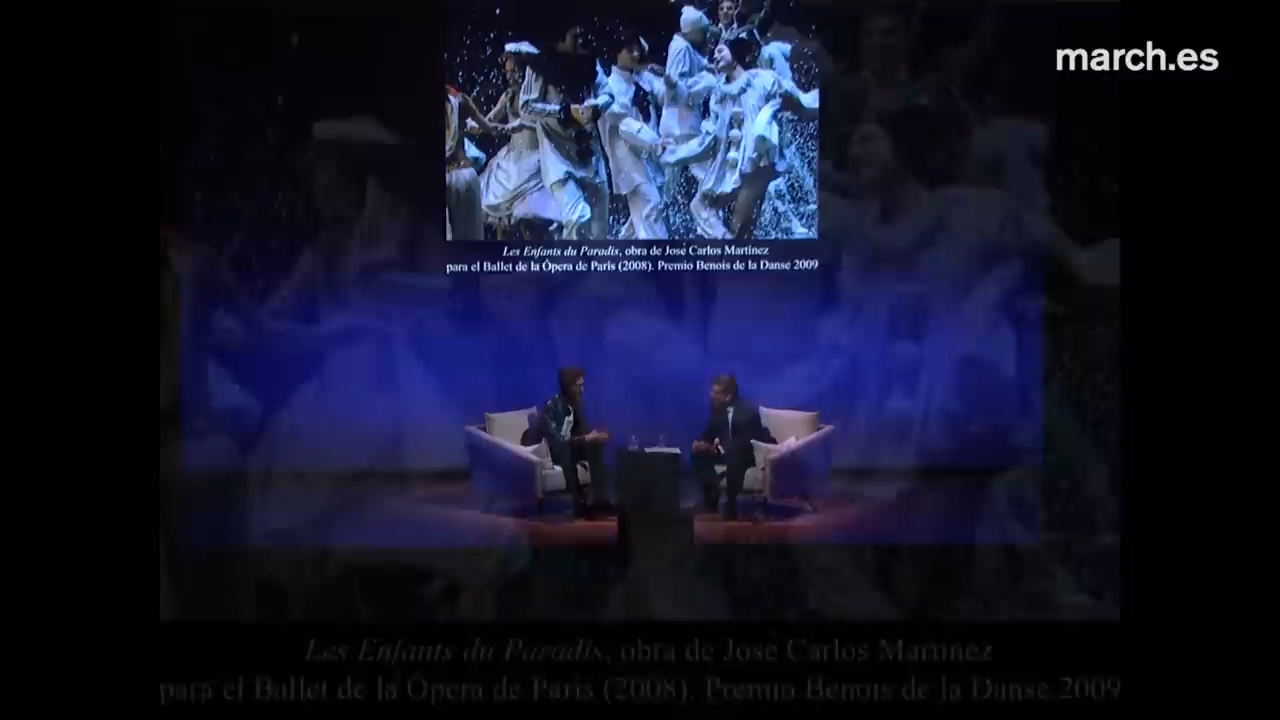 march.es
Les Enfants du Paradis, obra de José Carlos Martínez
para el Ballet de la Ópera de París (2008). Premio Benois de la Danse 2009
Les Enfants du Paradis, obra de José Carlos Martínez
para el Ballet de la Ópera de París (2008). Premio Benois de la Danse 2009